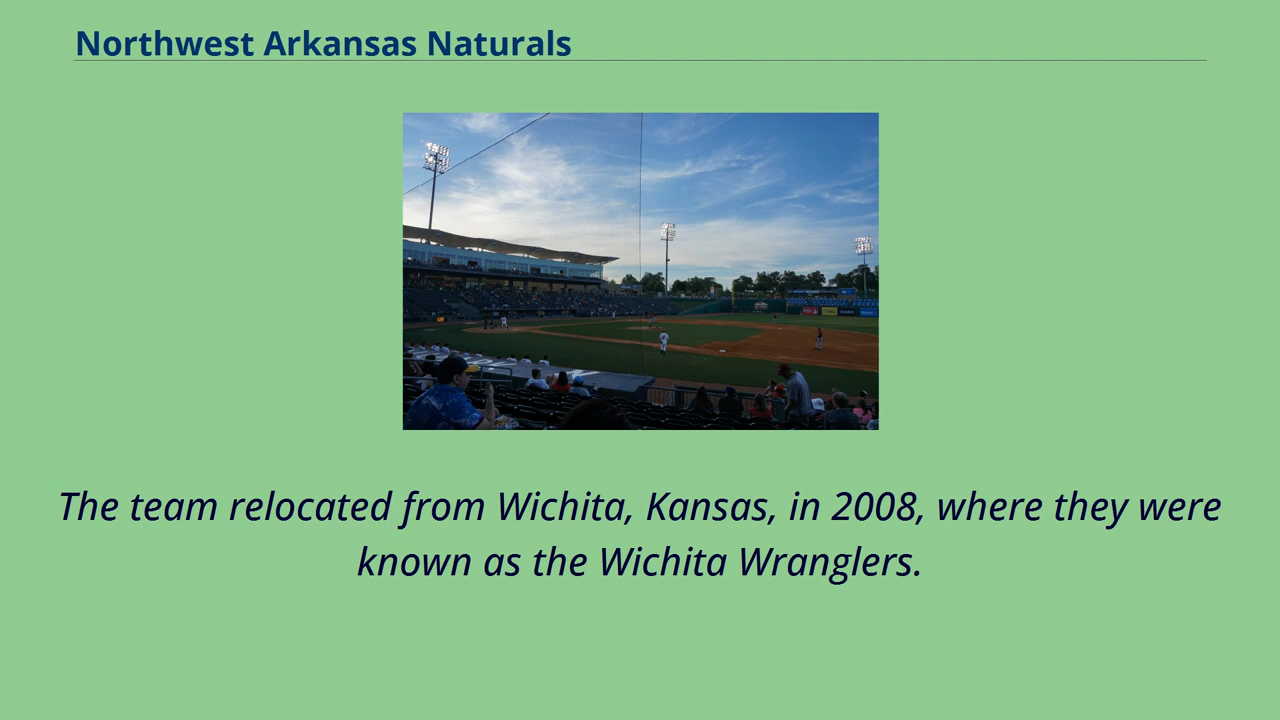 Northwest Arkansas Naturals
The team relocated from Wichita, Kansas, in 2008, where they were
known as the Wichita Wranglers.